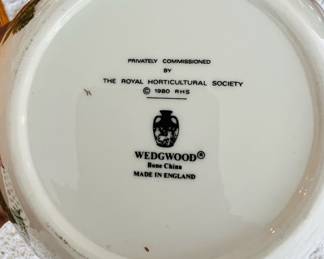 PRIVATELY COMMISSIONED
BY
THE ROYAL HORTICULTURAL SOCIETY
© 1980 RHS
WEDGWOOD®
Bone China
MADE IN ENGLAND